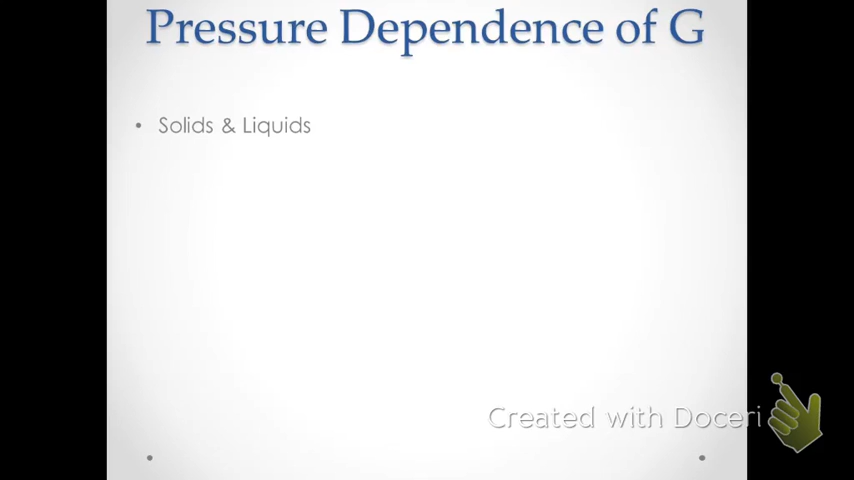 Pressure Dependence of G
• Solids & Liquids
Created with Doceri